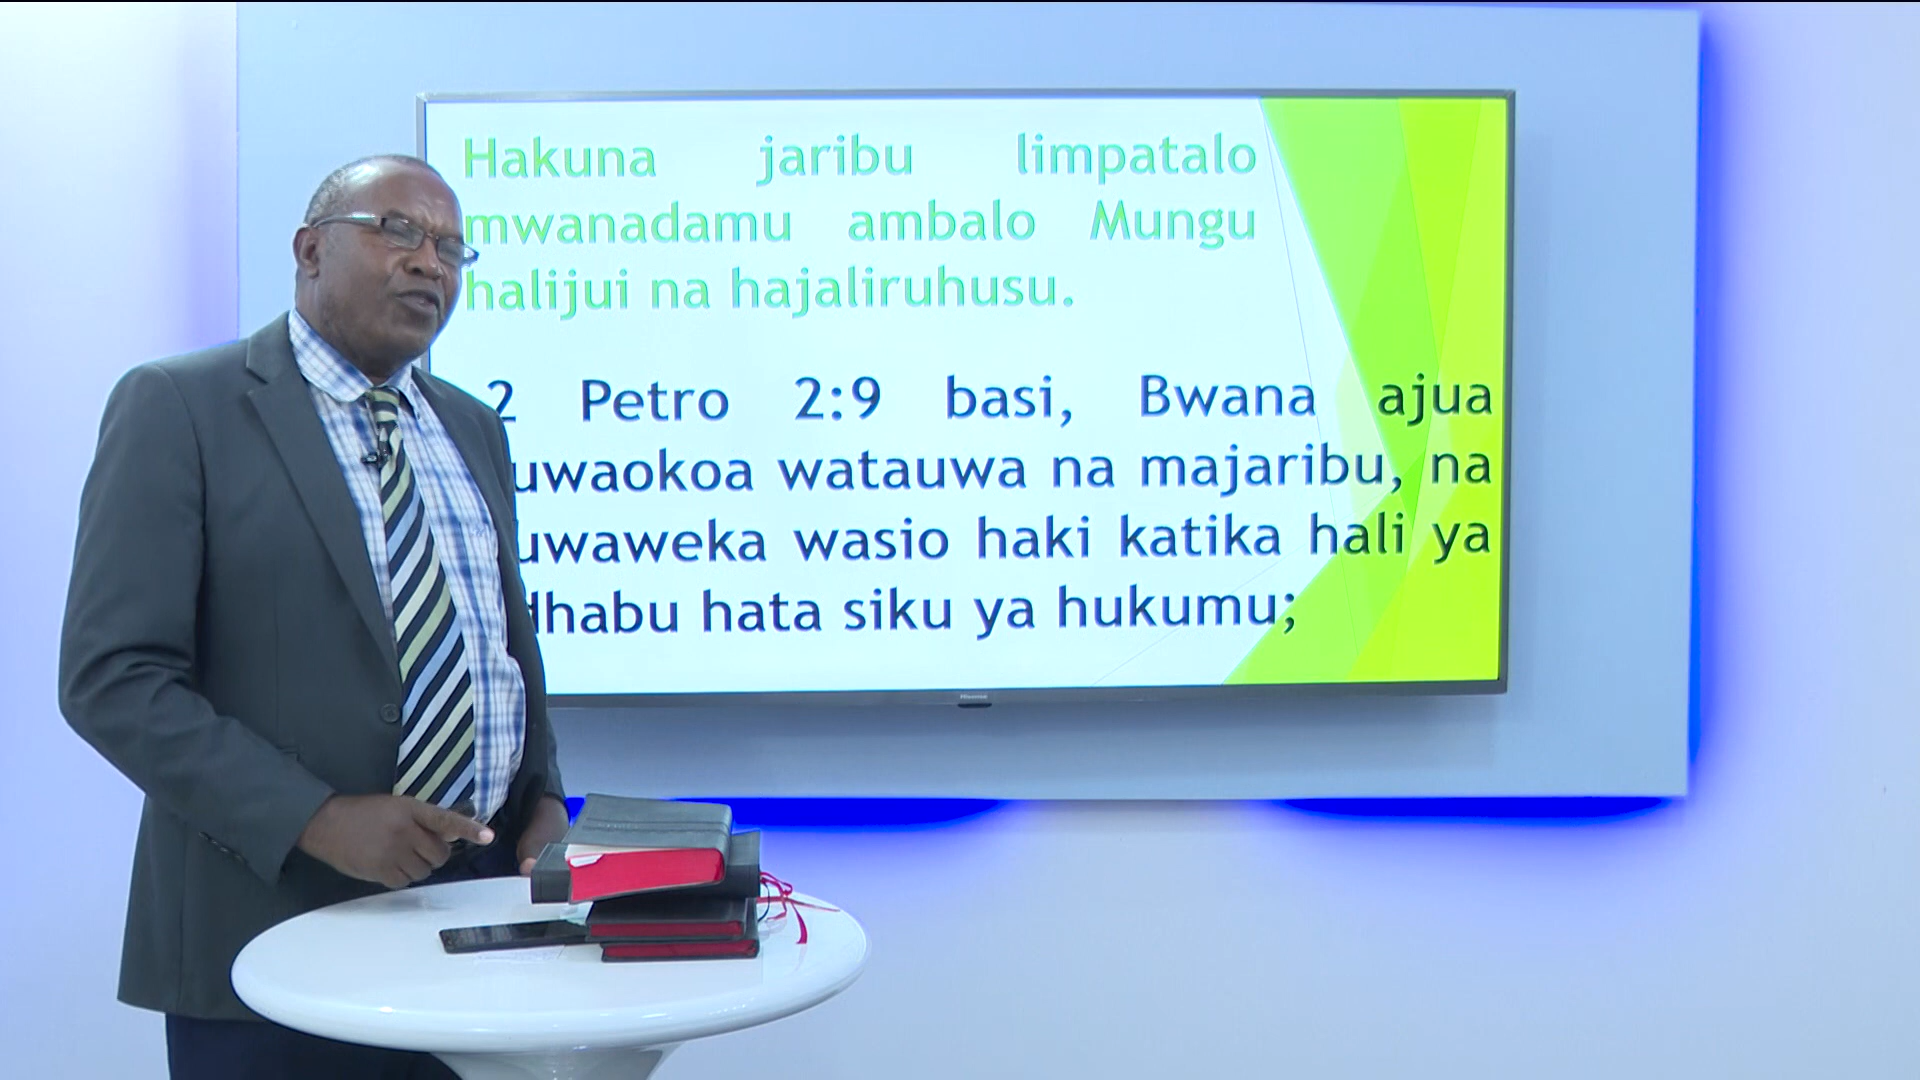 Hakuna jaribu limpatalo
mwanadamu ambalo Mungu
halijui na hajaliruhusu.
2 Petro 2:9 basi, Bwana ajua
uwaokoa watauwa na majaribu, na
uwaweka wasio haki katika hali ya
dhabu hata siku ya hukumu;
Hisense